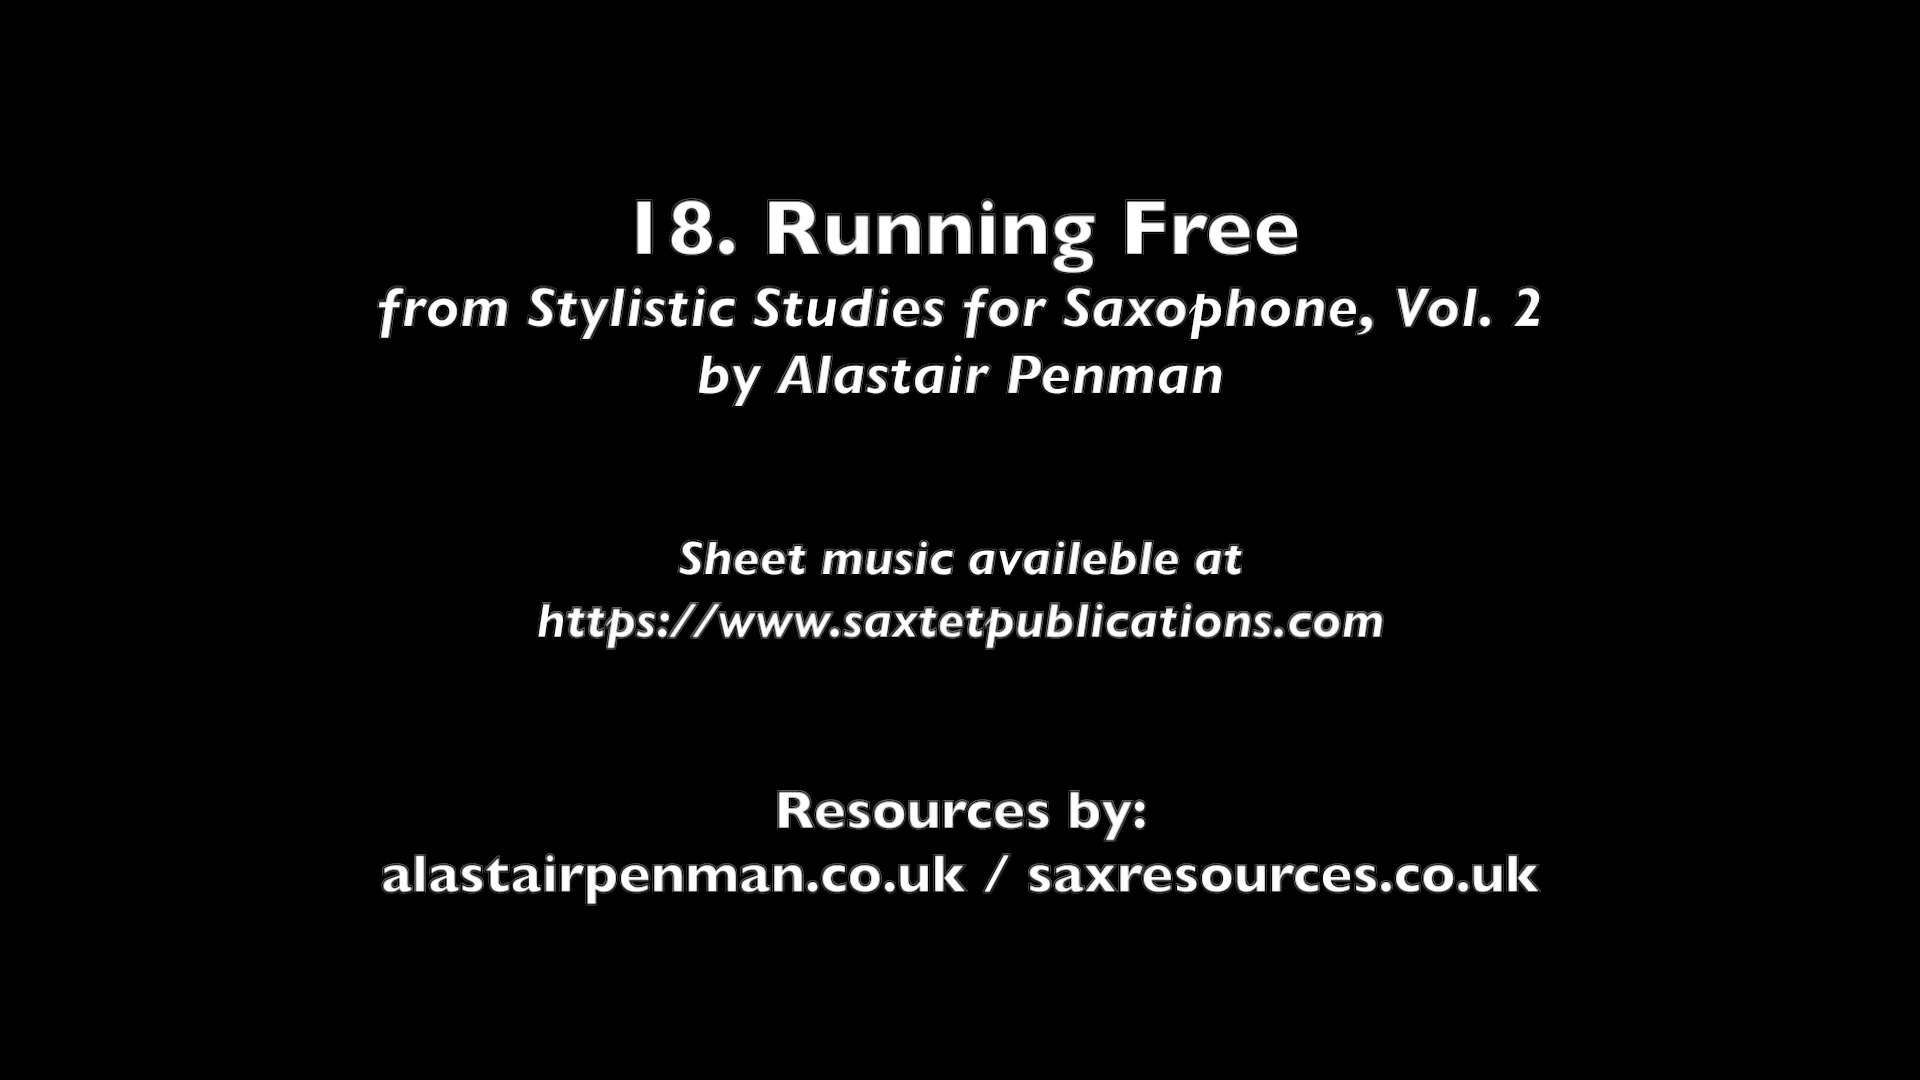 18. Running Free
from Stylistic Studies for Saxophone, Vol. 2
by Alastair Penman
Sheet music availeble at
https://www.saxtetpublications.com
Resources by:
alastairpenman.co.uk / saxresources.co.uk